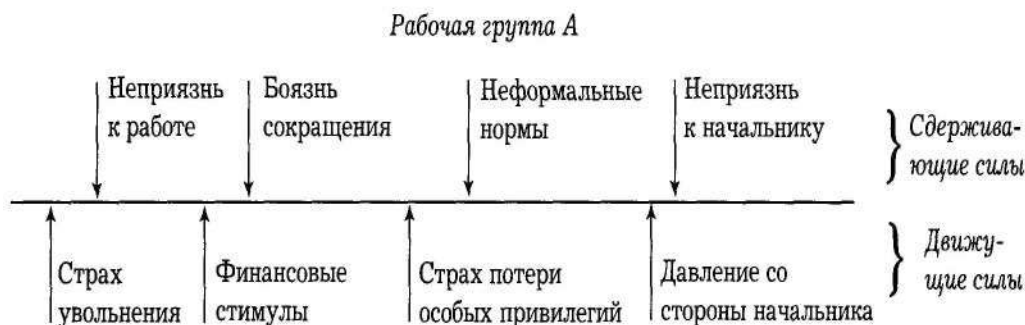 Рабочая группа А
Неприязнь
к работе
Боязнь
сокращения
Неформальные
нормы
Неприязнь
к начальнику
Сдержива-
ющие силы
Страх
увольнения
Финансовые
стимулы
Страх потери
особых привилегий
Давление со
стороны начальника
Движу-
щие силы